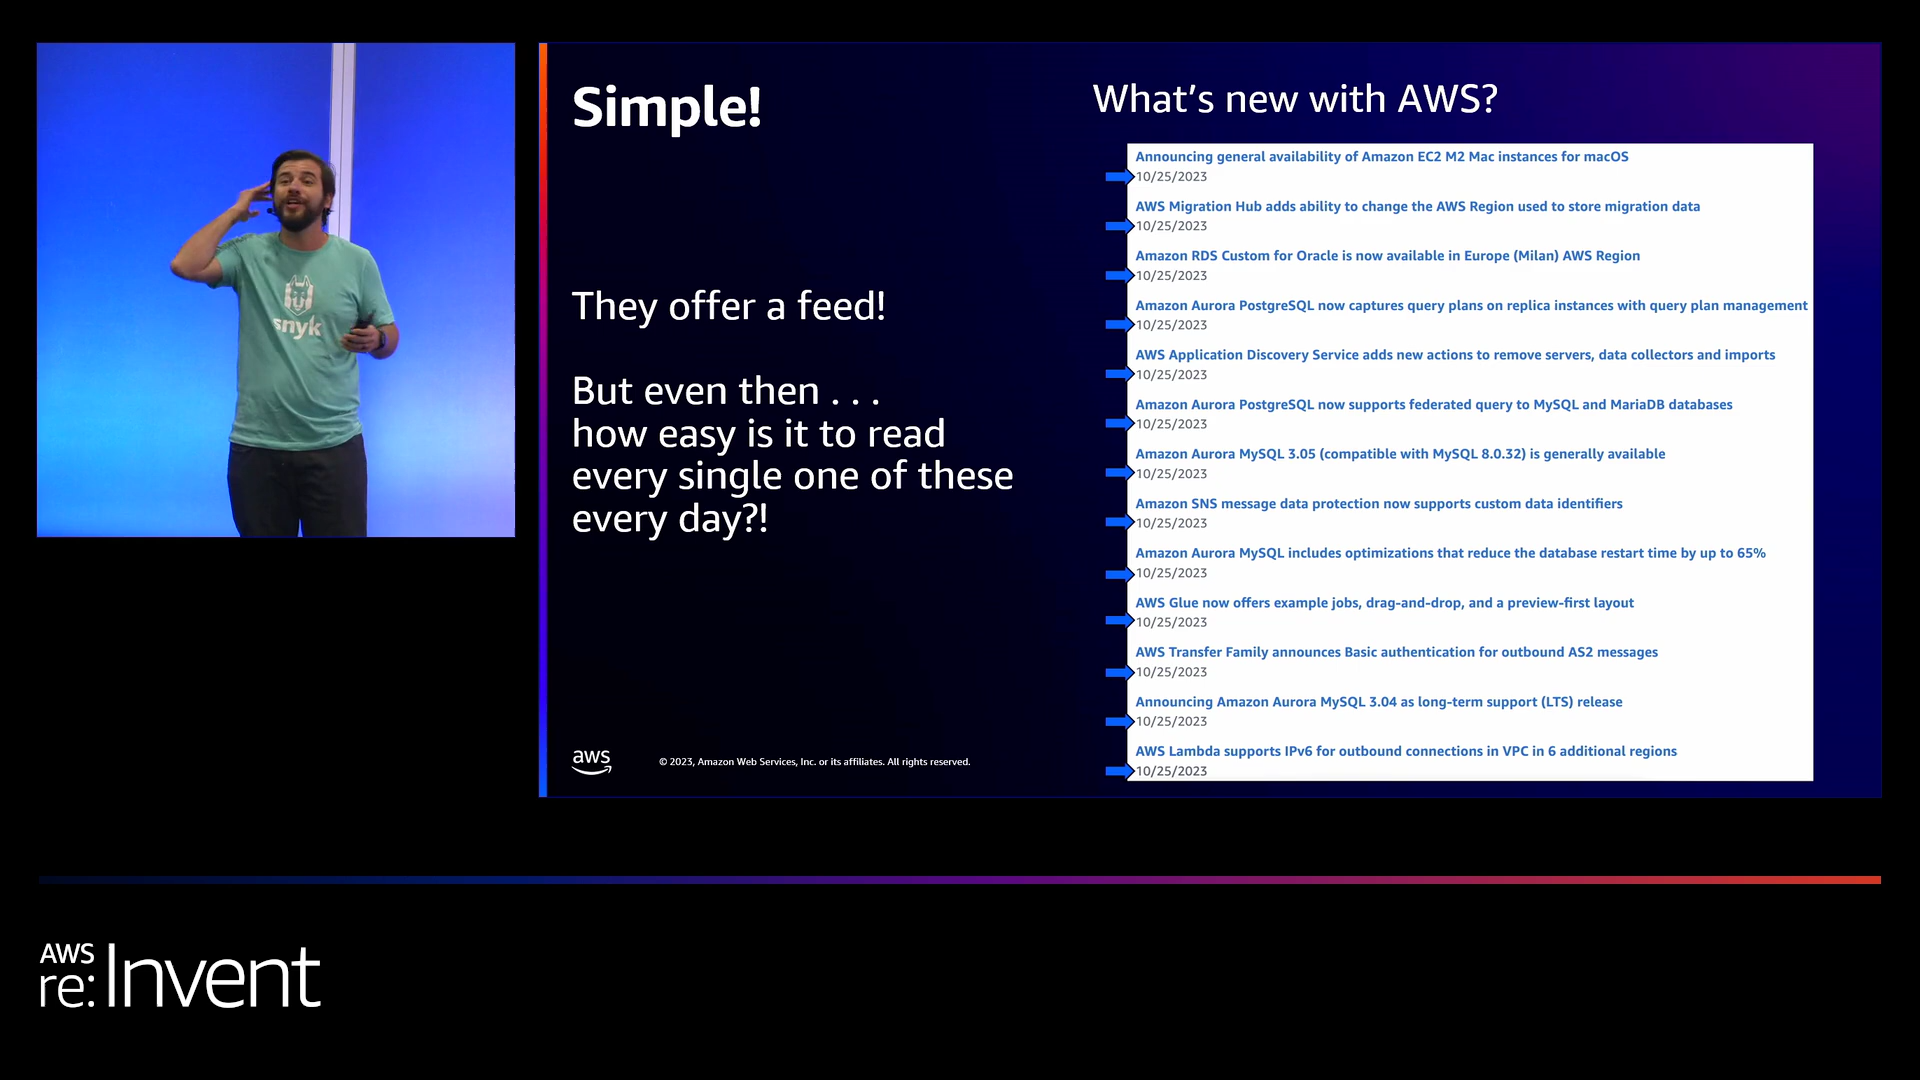 snyk
Simple!
They offer a feed!
But even then . . .
how easy is it to read
every single one of these
every day?!
aws
© 2023, Amazon Web Services, Inc. or its affiliates. All rights reserved.
What's new with AWS?
Announcing general availability of Amazon EC2 M2 Mac instances for macOS
10/25/2023
AWS Migration Hub adds ability to change the AWS Region used to store migration data
10/25/2023
Amazon RDS Custom for Oracle is now available in Europe (Milan) AWS Region
10/25/2023
Amazon Aurora PostgreSQL now captures query plans on replica instances with query plan management
10/25/2023
AWS Application Discovery Service adds new actions to remove servers, data collectors and imports
10/25/2023
Amazon Aurora PostgreSQL now supports federated query to MySQL and MariaDB databases
10/25/2023
Amazon Aurora MySQL 3.05 (compatible with MySQL 8.0.32) is generally available
10/25/2023
Amazon SNS message data protection now supports custom data identifiers
10/25/2023
Amazon Aurora MySQL includes optimizations that reduce the database restart time by up to 65%
10/25/2023
AWS Glue now offers example jobs, drag-and-drop, and a preview-first layout
10/25/2023
AWS Transfer Family announces Basic authentication for outbound AS2 messages
10/25/2023
Announcing Amazon Aurora MySQL 3.04 as long-term support (LTS) release
10/25/2023
AWS Lambda supports IPv6 for outbound connections in VPC in 6 additional regions
10/25/2023
AWS
re:Invent